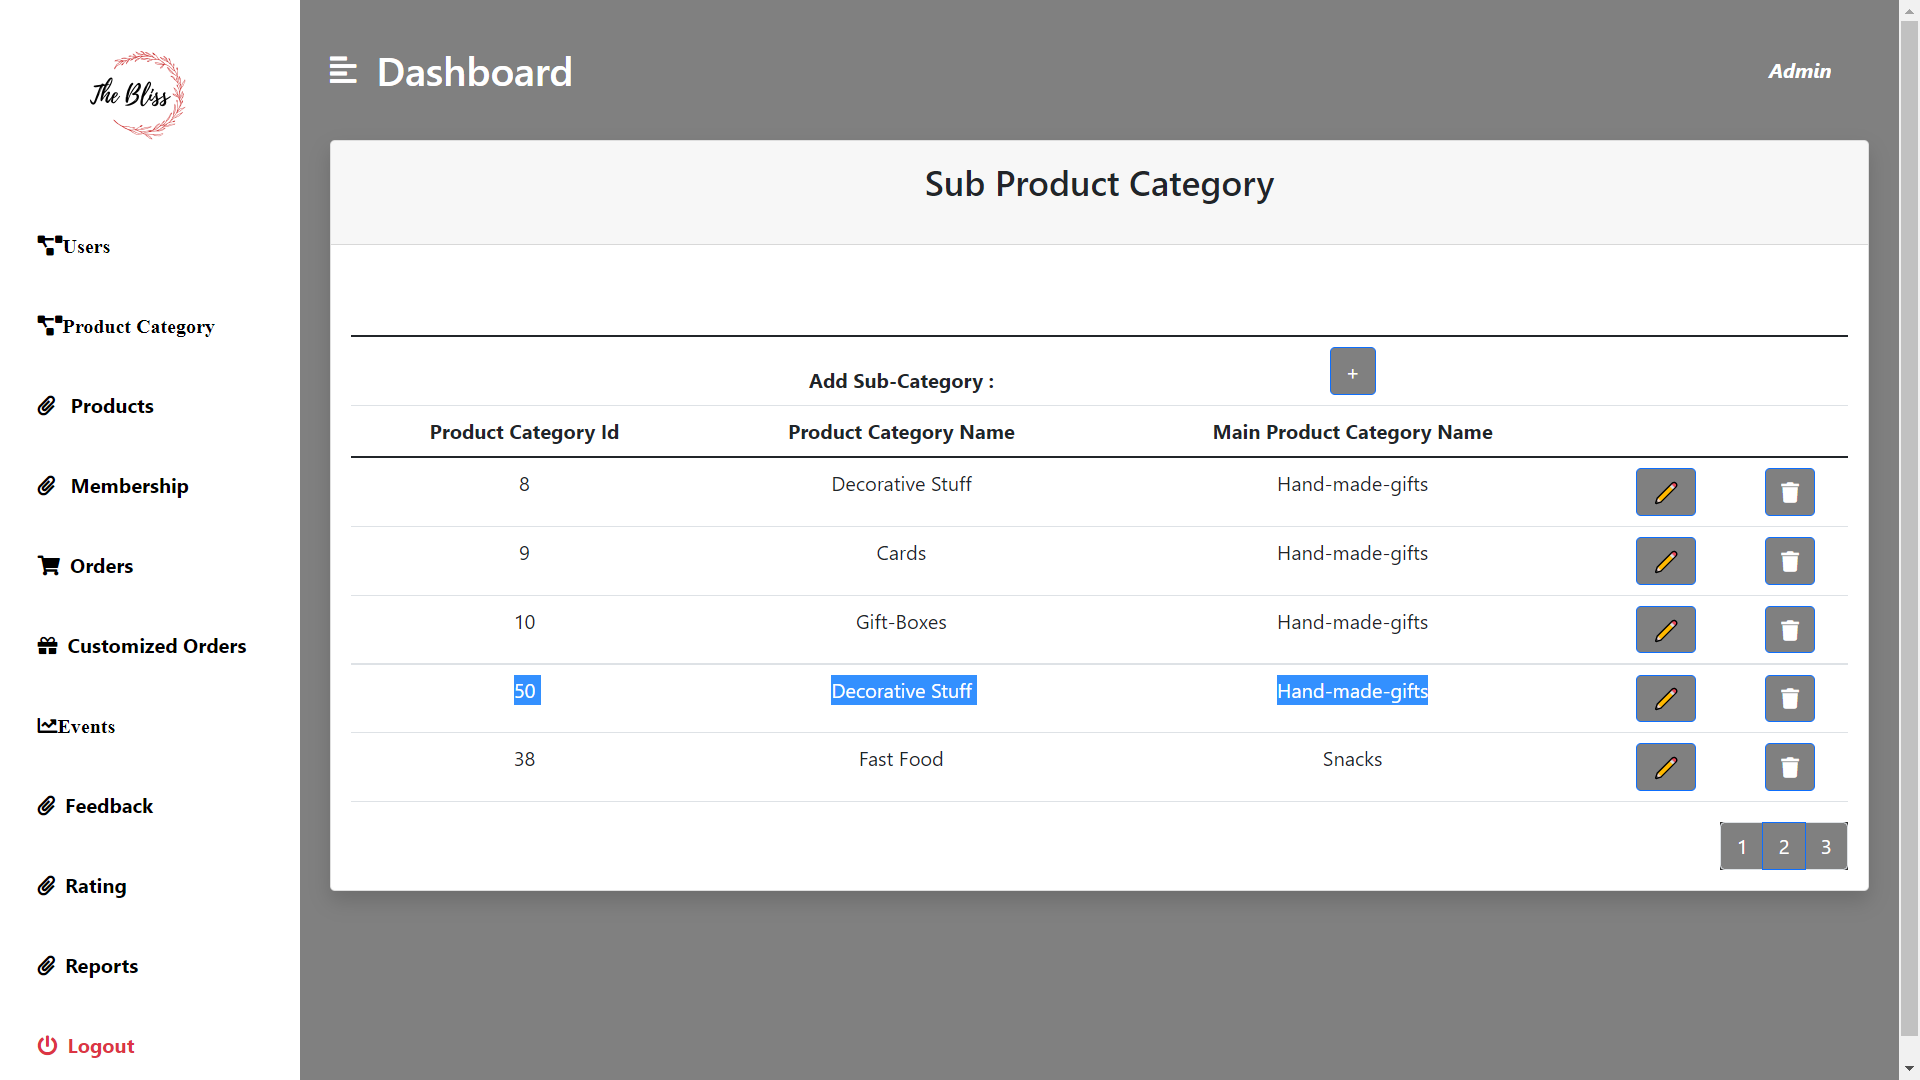 The Bliss
Dashboard
Admin
Users
Product Category
Products
Membership
Orders
Customized Orders
Events
Feedback
Rating
Reports
Logout
Sub Product Category
Add Sub-Category :
+
Product Category Id Product Category Name Main Product Category Name
8 Decorative Stuff Hand-made-gifts
9 Cards Hand-made-gifts
10 Gift-Boxes Hand-made-gifts
50 Decorative Stuff Hand-made-gifts
38 Fast Food Snacks
1 2 3